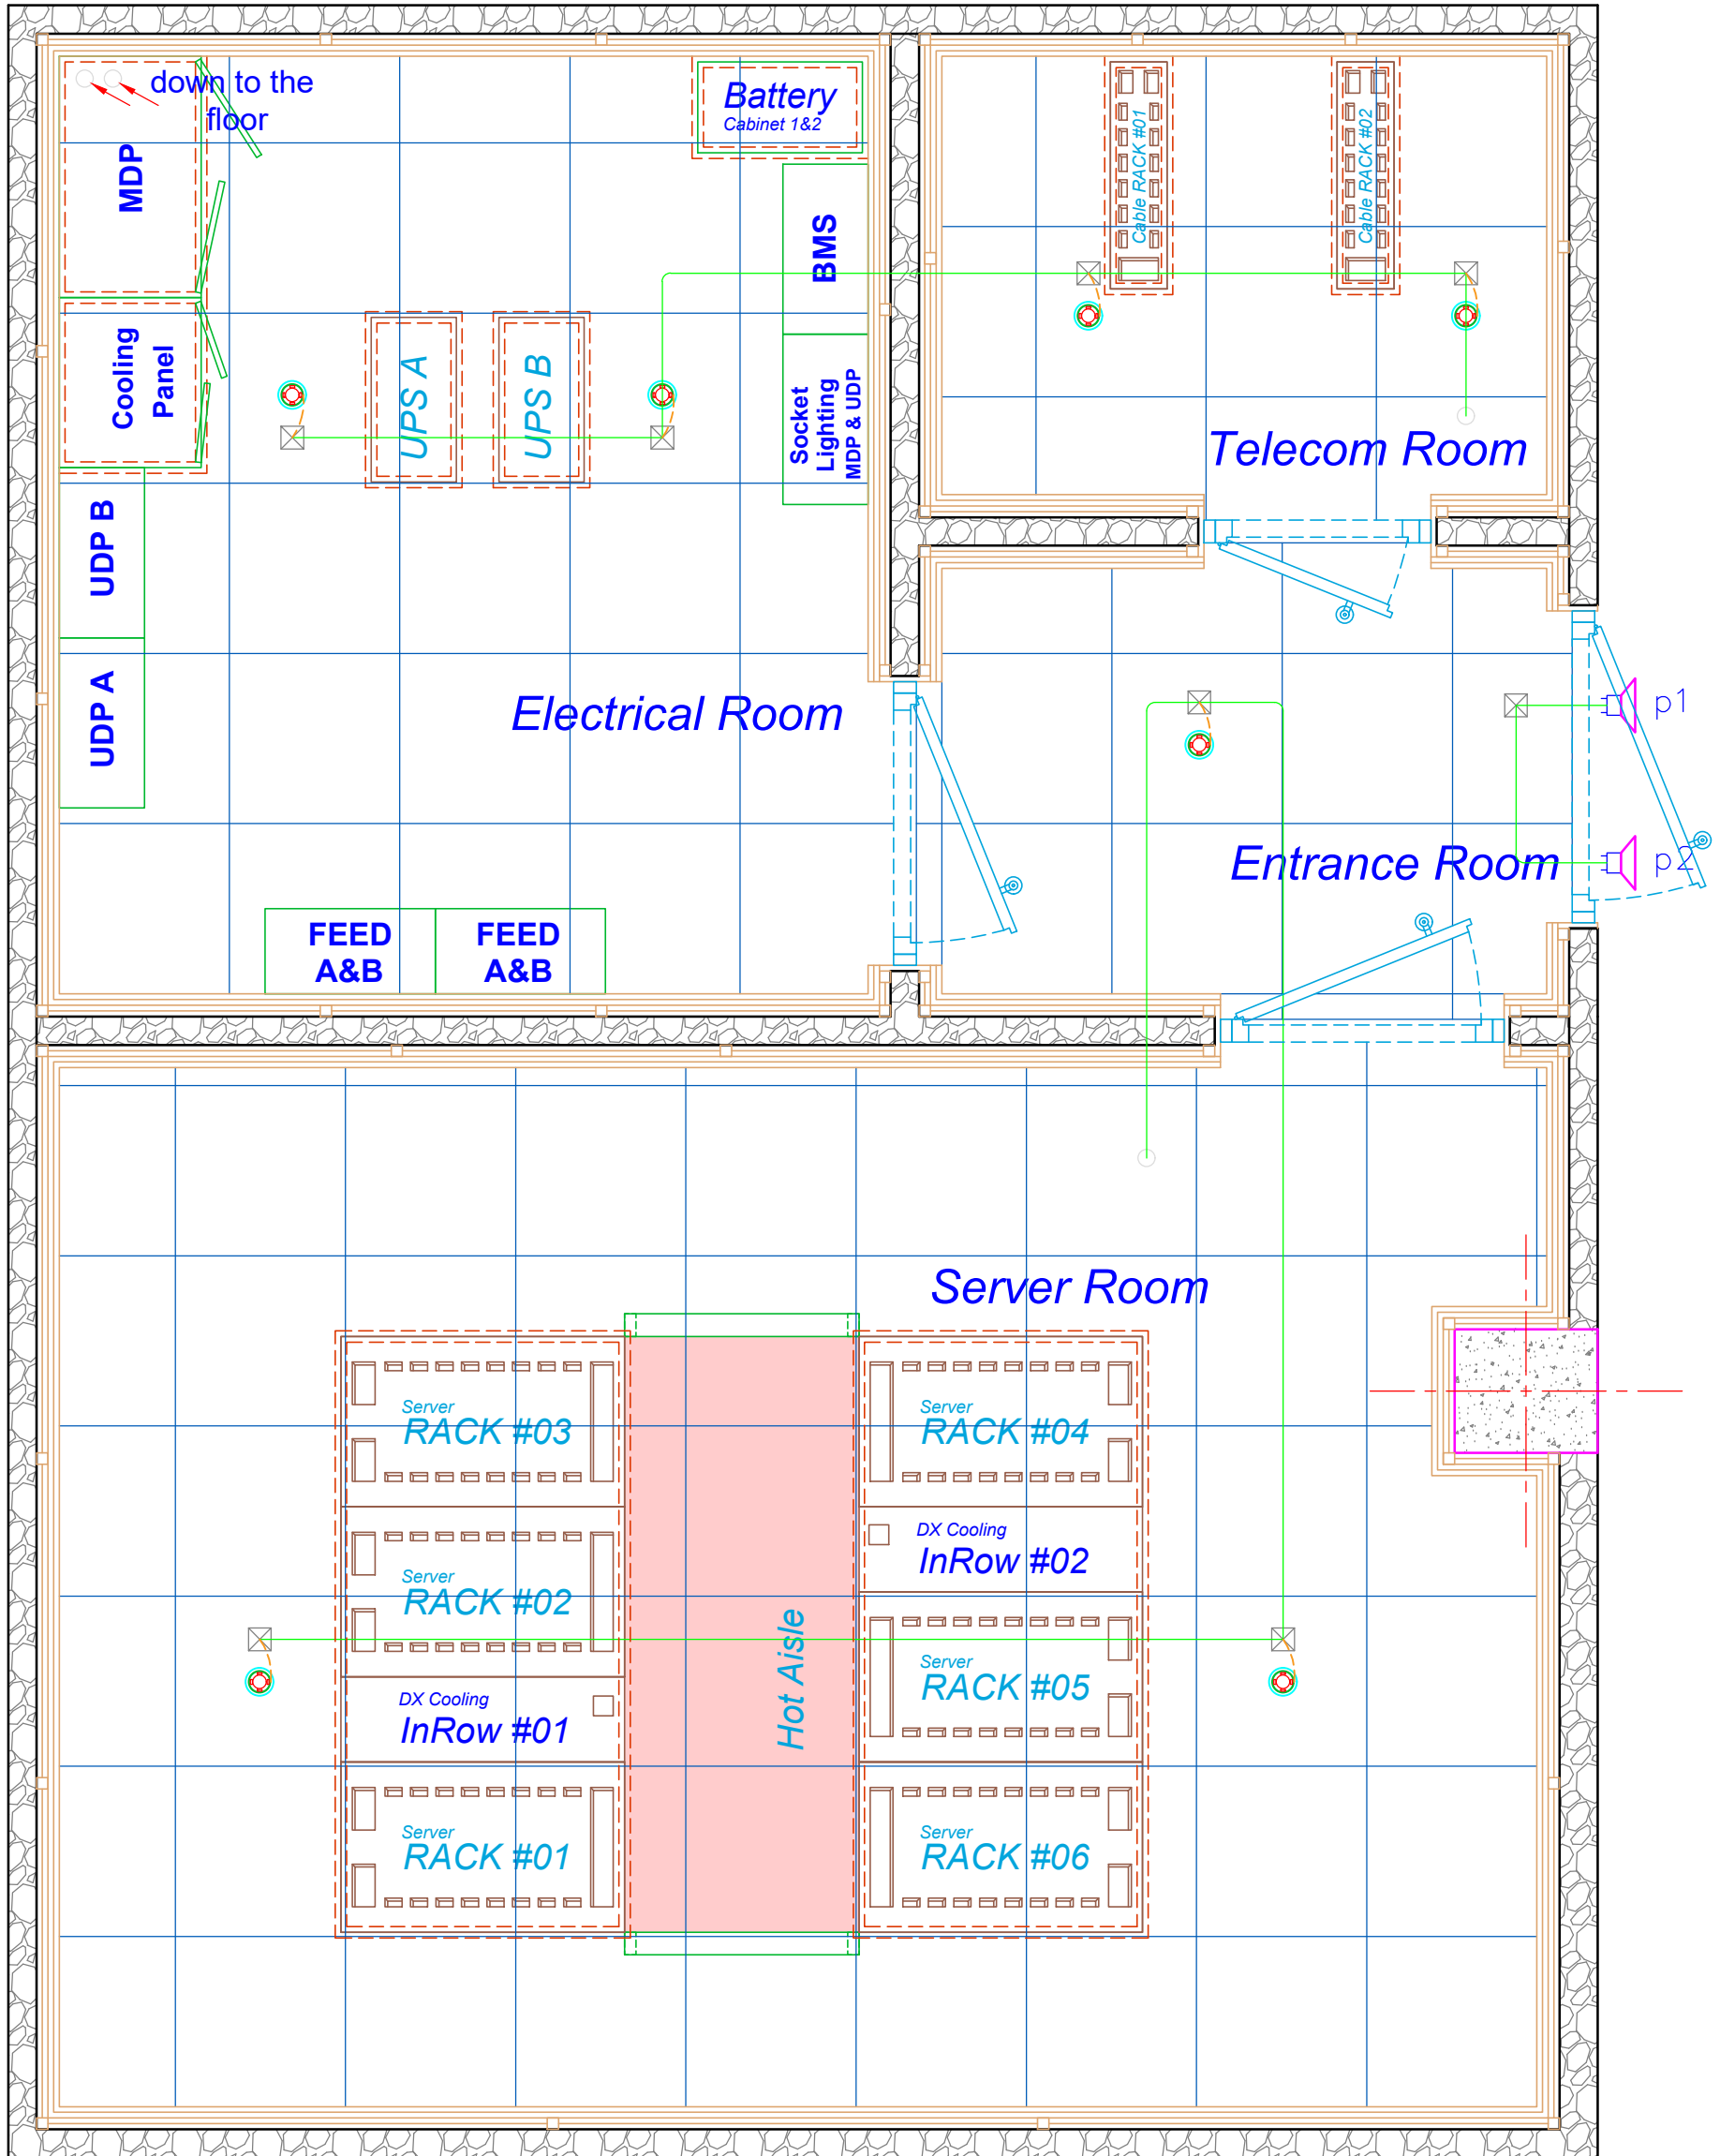 down to the
floor
MDP
Battery
Cabinet 1&2
Cable RACK #01
Cable RACK #02
BMS
Cooling
Panel
UPS A
UPS B
Socket
Lighting
MDP & UDP
Telecom Room
UDP B
UDP A
Electrical Room
p1
p2
Entrance Room
FEED
A&B
FEED
A&B
Server Room
Server
RACK #03
Server
RACK #04
Server
RACK #02
DX Cooling
InRow #02
Hot Aisle
DX Cooling
InRow #01
Server
RACK #05
Server
RACK #01
Server
RACK #06